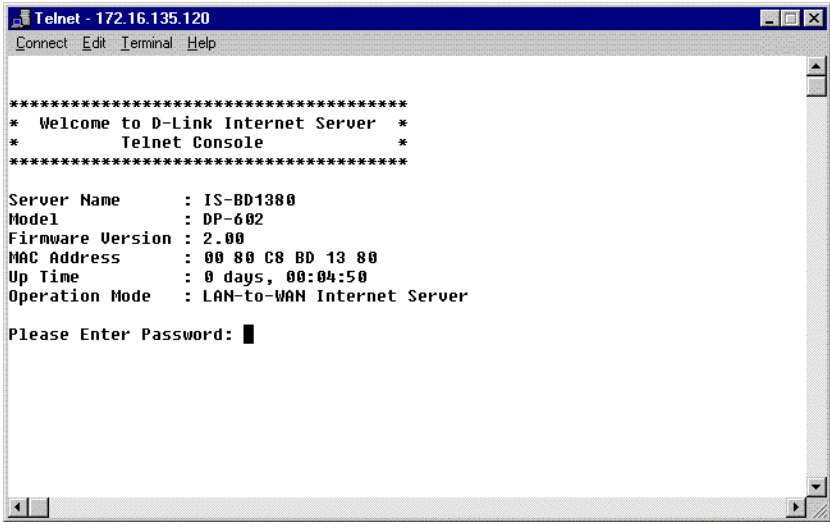 Telnet - 172.16.135.120
Connect Edit Terminal Help
****************************************
* Welcome to D-Link Internet Server *
* Telnet Console *
****************************************
Server Name : IS-BD1380
Model : DP-602
Firmware Version : 2.00
MAC Address : 00 80 C8 BD 13 80
Up Time : 0 days, 00:04:50
Operation Mode : LAN-to-WAN Internet Server
Please Enter Password: